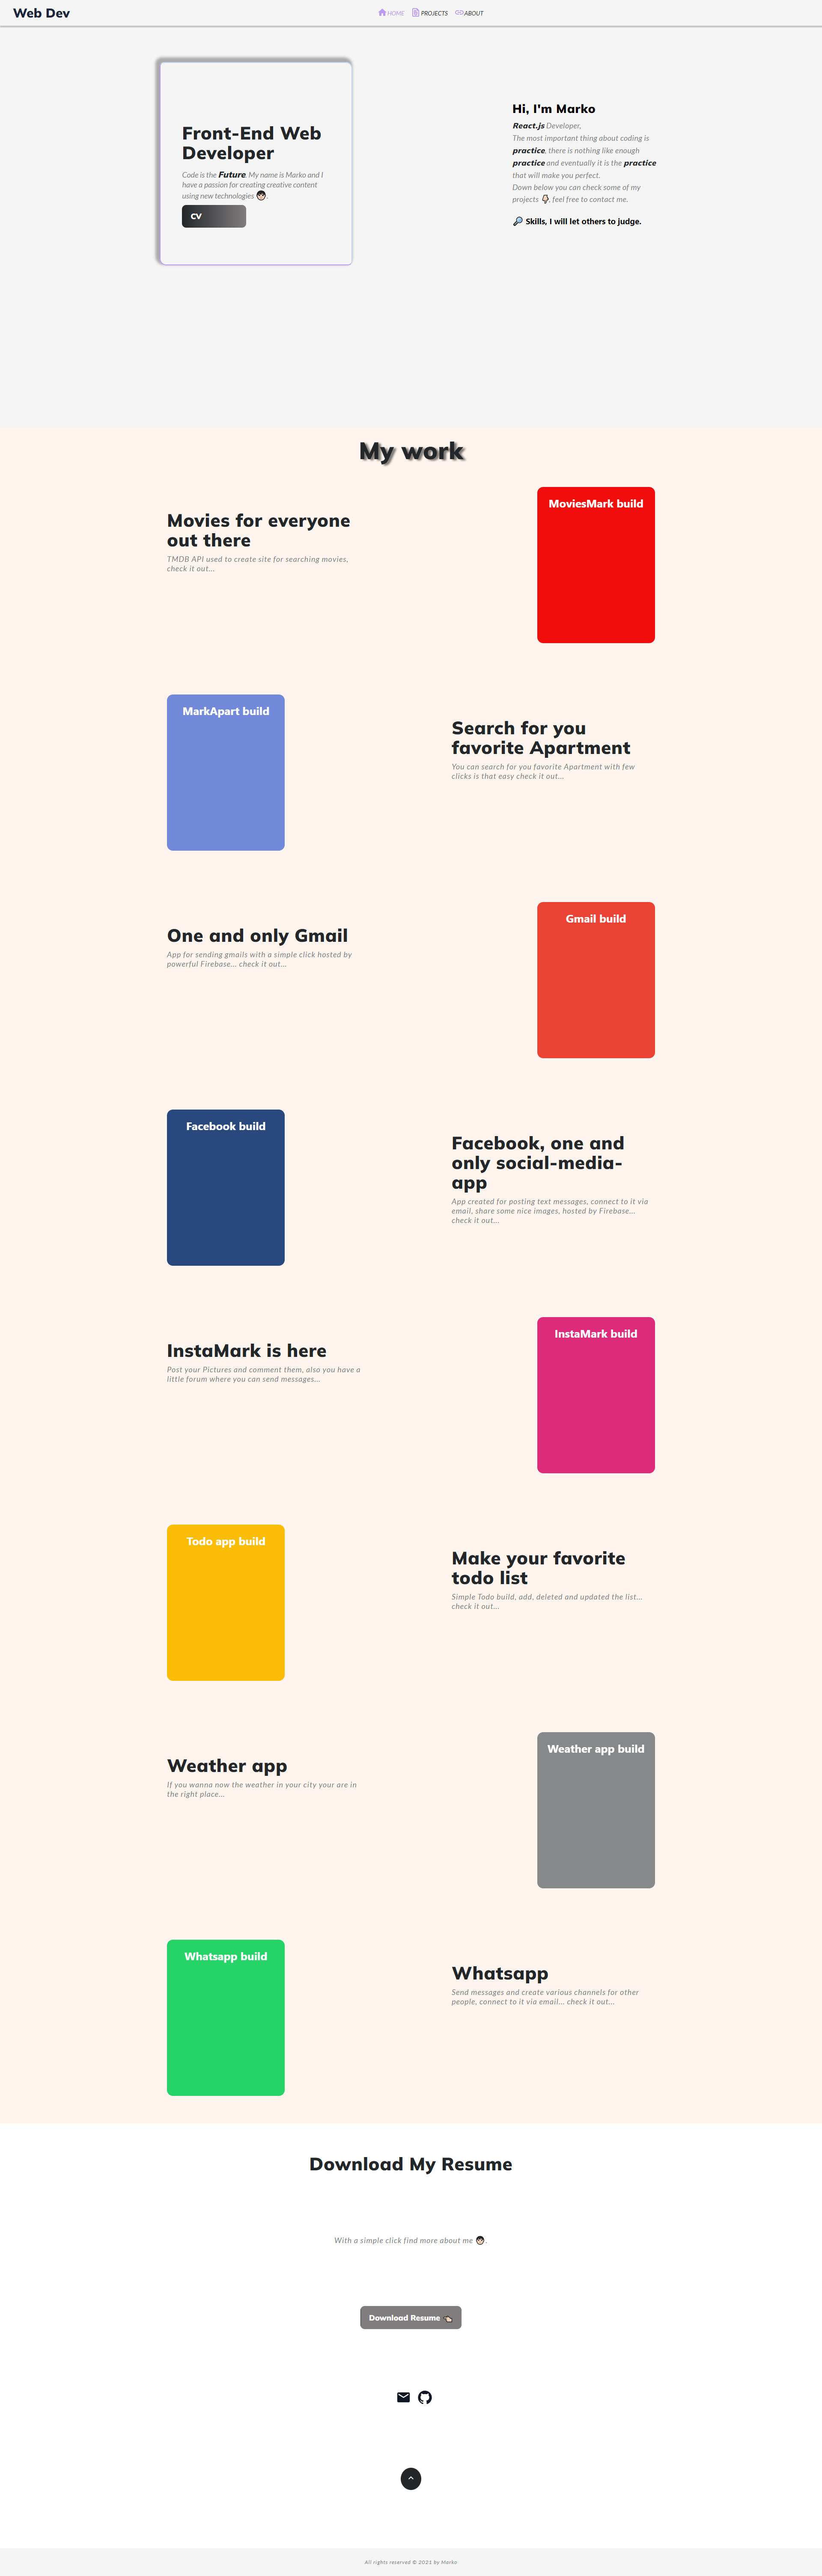 Web Dev
HOME
PROJECTS
ABOUT
Front-End Web
Developer
Code is the Future. My name is Marko and I
have a passion for creating creative content
using new technologies 👨🏻.
CV
Hi, I'm Marko
React.js Developer,
The most important thing about coding is
practice, there is nothing like enough
practice and eventually it is the practice
that will make you perfect.
Down below you can check some of my
projects 👇🏻, feel free to contact me.
🔎 Skills, I will let others to judge.
My work
Movies for everyone
out there
TMDB API used to create site for searching movies,
check it out...
MoviesMark build
MarkApart build
Search for you
favorite Apartment
You can search for you favorite Apartment with few
clicks is that easy check it out...
One and only Gmail
App for sending gmails with a simple click hosted by
powerful Firebase... check it out...
Gmail build
Facebook build
Facebook, one and
only social-media-
app
App created for posting text messages, connect to it via
email, share some nice images, hosted by Firebase...
check it out...
InstaMark is here
Post your Pictures and comment them, also you have a
little forum where you can send messages...
InstaMark build
Todo app build
Make your favorite
todo list
Simple Todo build, add, deleted and updated the list...
check it out...
Weather app
If you wanna now the weather in your city your are in
the right place...
Weather app build
Whatsapp build
Whatsapp
Send messages and create various channels for other
people, connect to it via email... check it out...
Download My Resume
With a simple click find more about me 👨🏻.
Download Resume
All rights reserved © 2021 by Marko